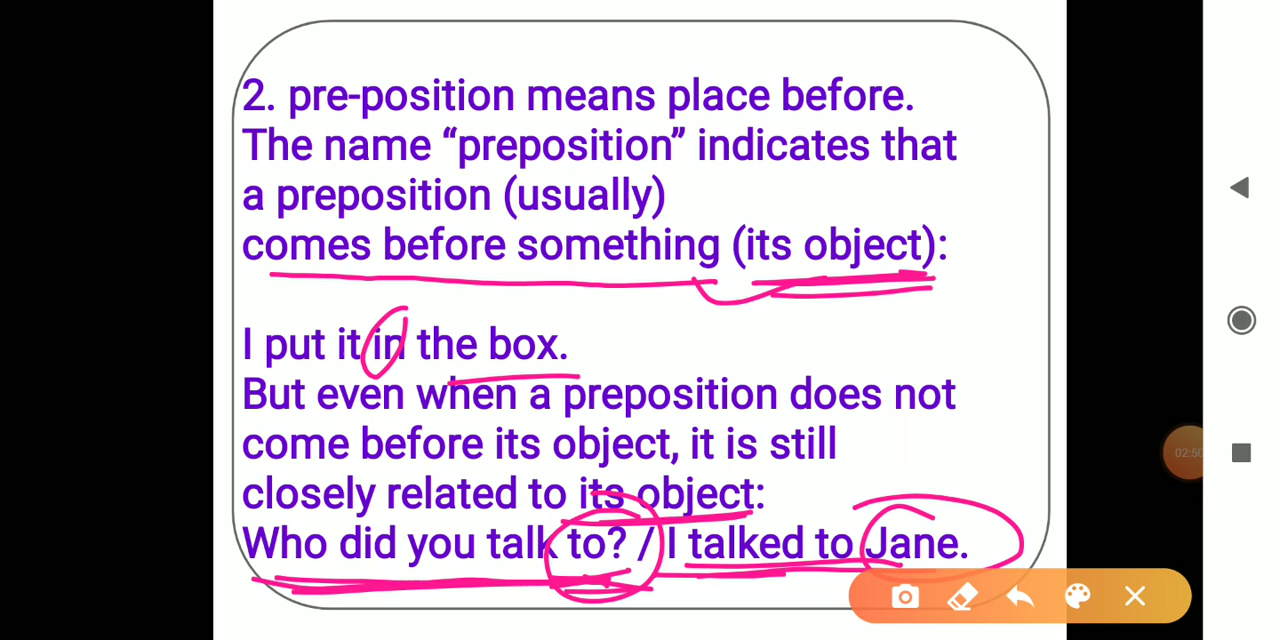 2. pre-position means place before.
The name “preposition” indicates that
a preposition (usually)
comes before something (its object):
I put it in the box.
But even when a preposition does not
come before its object, it is still
closely related to its object:
Who did you talk to? / I talked to Jane.
02:50